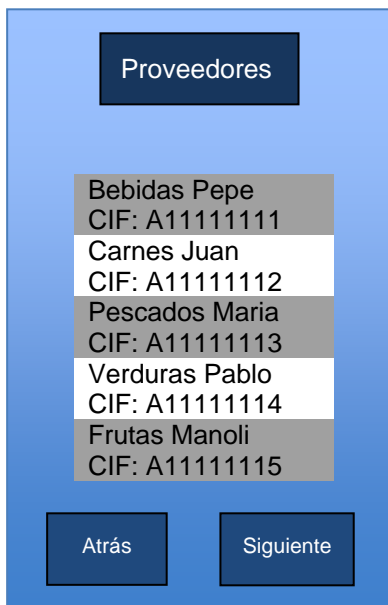 Proveedores
Bebidas Pepe
CIF: A11111111
Carnes Juan
CIF: A11111112
Pescados Maria
CIF: A11111113
Verduras Pablo
CIF: A11111114
Frutas Manoli
CIF: A11111115
Atrás
Siguiente